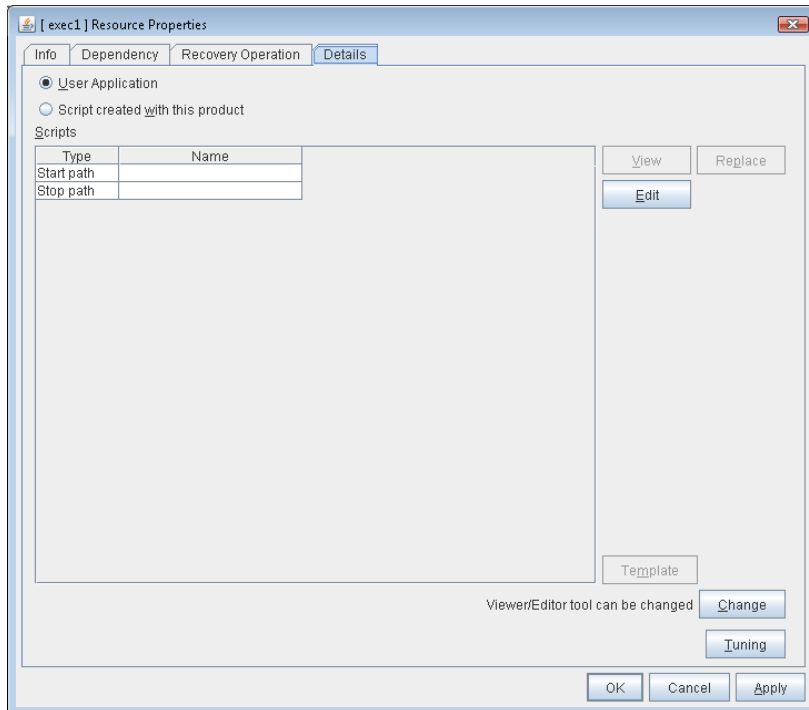 [ exec1 ] Resource Properties
Info Dependency Recovery Operation Details
User Application
Script created with this product
Scripts
Type Name
Start path
Stop path
View Replace
Edit
Template
Viewer/Editor tool can be changed Change
Tuning
OK Cancel Apply